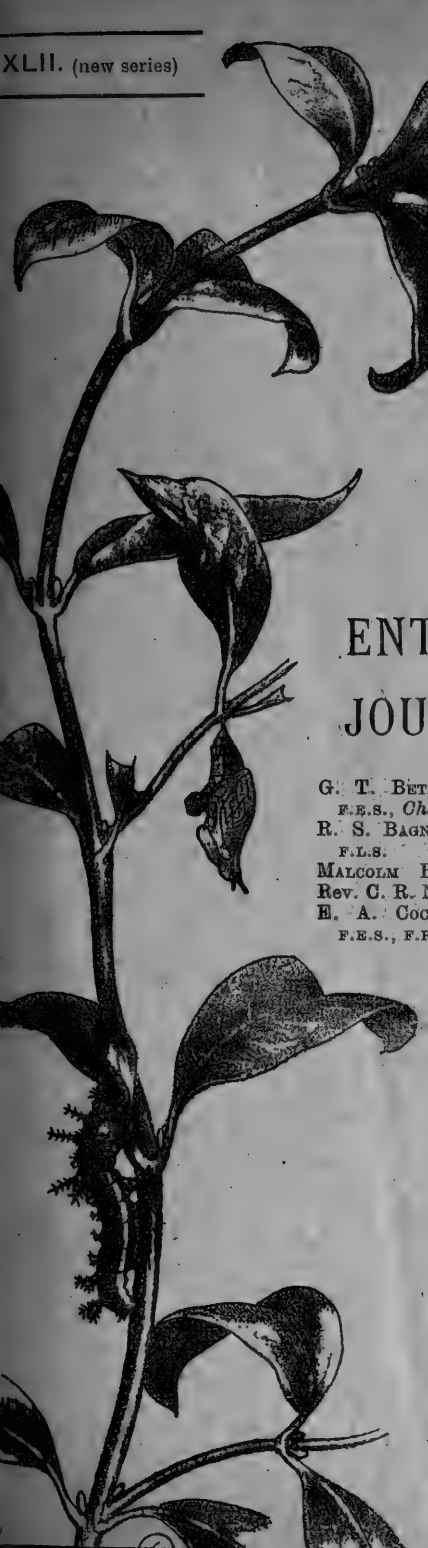 XLII. (new series)
ENT
JOU
G. T. BET
F.E.S., Ch
R. S. BAGN
F.L.S.
MALCOLM
Rev. C. R. N
E. A. COC
F.E.S., F.R